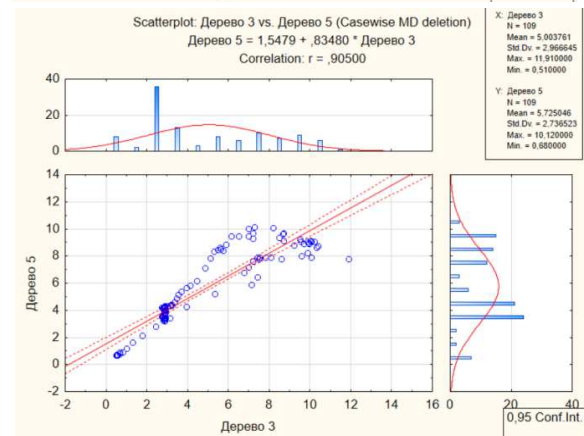 Scatterplot: Дерево 3 vs. Дерево 5 (Casewise MD deletion)
Дерево 5 = 1,5479 + ,83480 * Дерево 3
Correlation: r = ,90500
X: Дерево 3
N = 109
Mean = 5,003761
Std.Dv. = 2,966645
Max. = 11,910000
Min. = 0,510000
Y: Дерево 5
N = 109
Mean = 5,725046
Std.Dv. = 2,736523
Max. = 10,120000
Min. = 0,680000
40
20
0
14
12
10
8
6
4
2
0
-2
Дерево 5
-2 0 2 4 6 8 10 12 14 16
Дерево 3
0 20 40
0,95 Conf.Int.